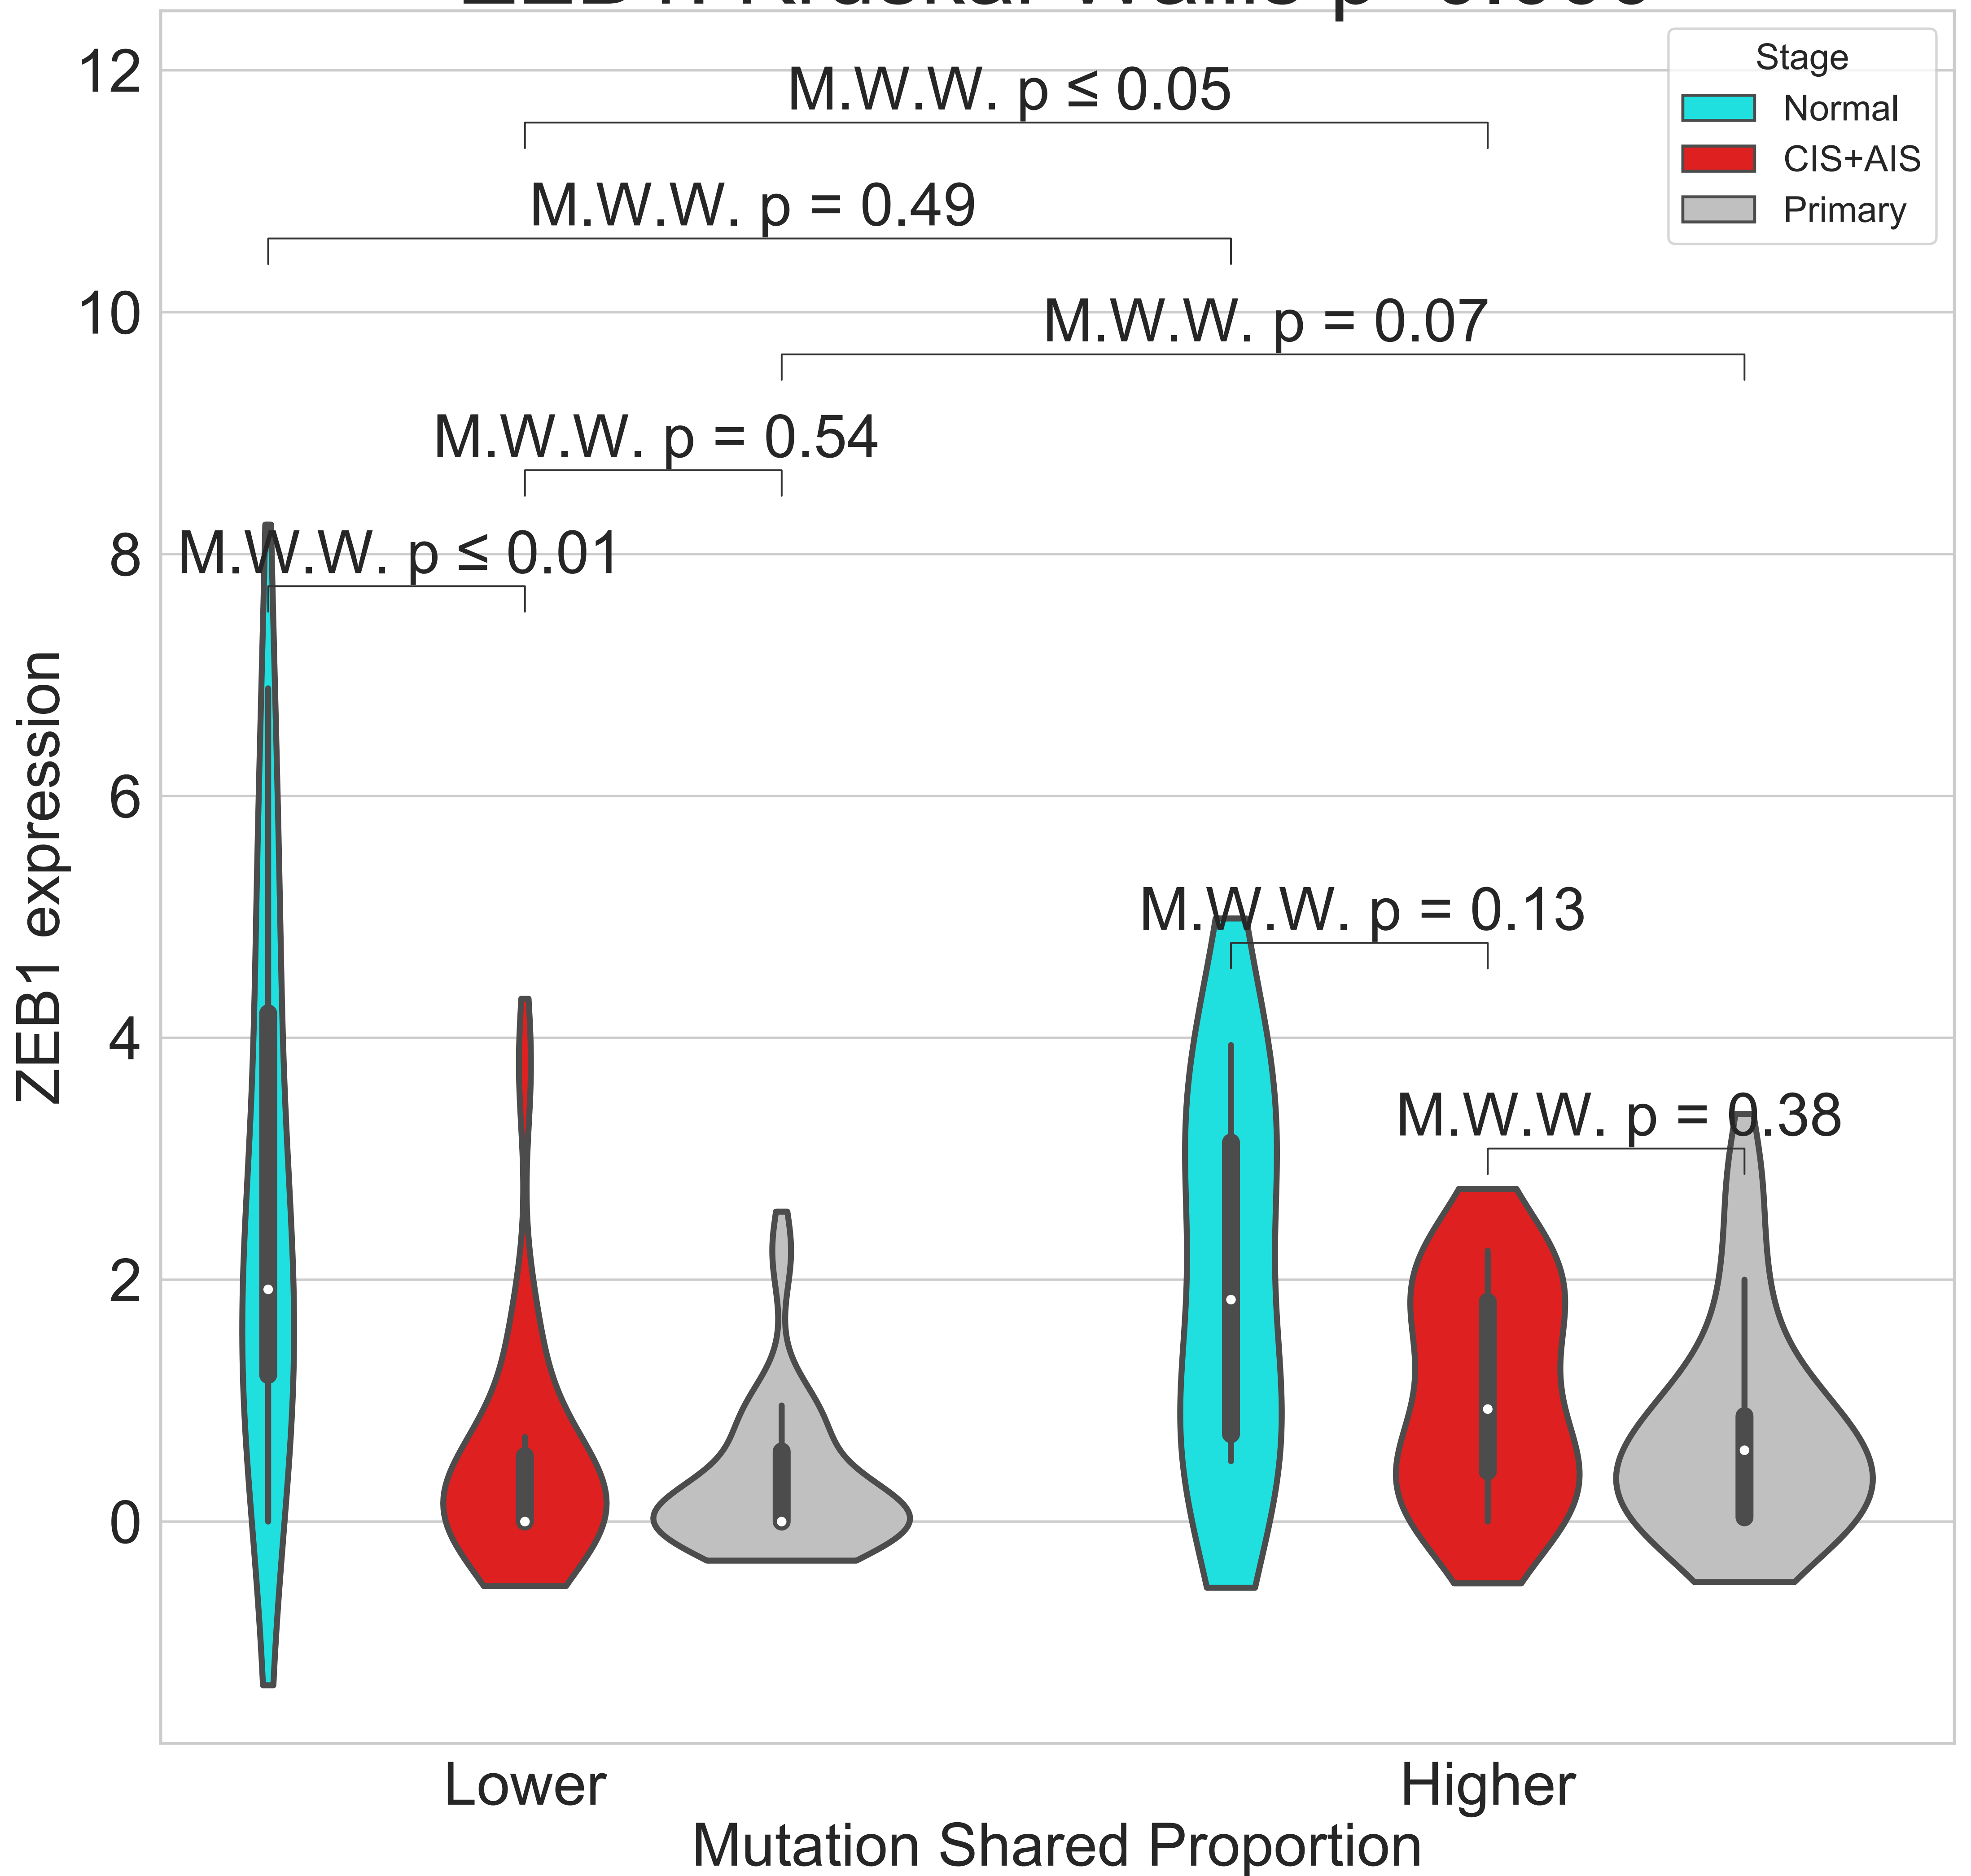 12
10
8
6
4
2
0
ZEB1 expression
M.W.W. p ≤ 0.05
M.W.W. p = 0.49
M.W.W. p = 0.07
M.W.W. p = 0.54
M.W.W. p ≤ 0.01
M.W.W. p = 0.13
M.W.W. p = 0.38
Stage
Normal
CIS+AIS
Primary
Lower
Higher
Mutation Shared Proportion